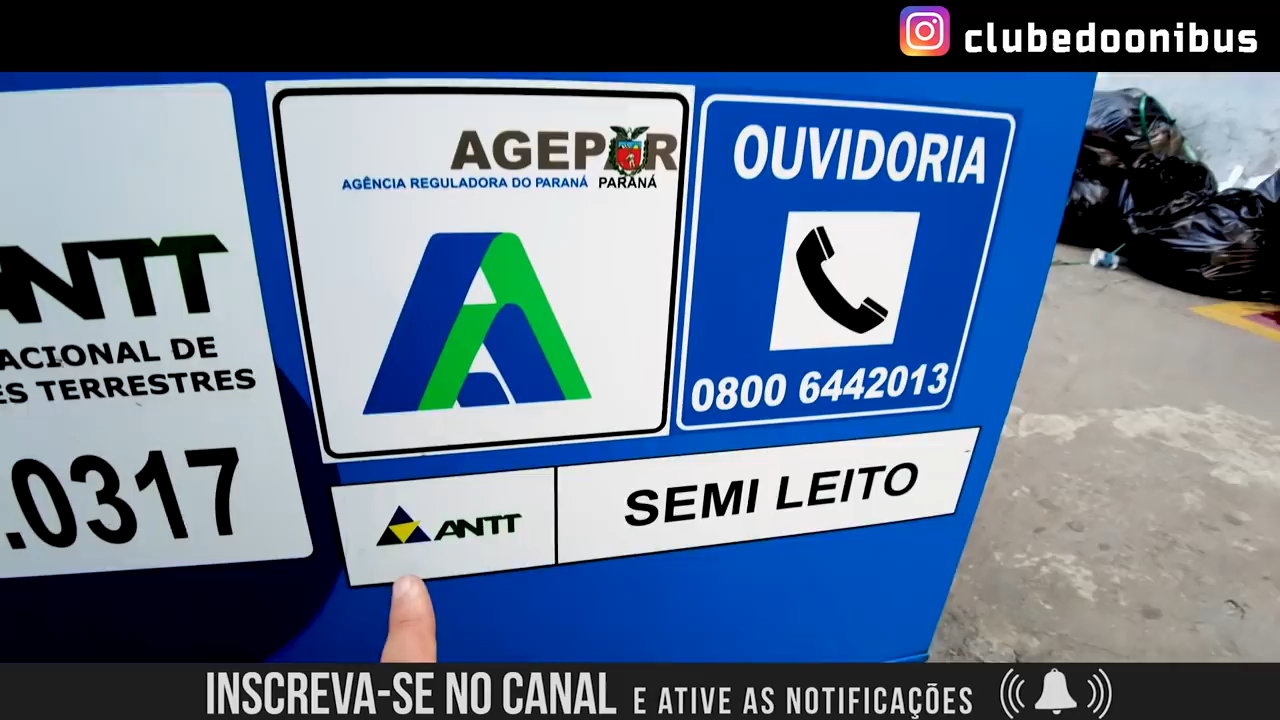 clubedoonibus
ANTT
ACIONAL DE
ES TERRESTRES
.0317
AGEPAR
AGÊNCIA REGULADORA DO PARANÁ PARANÁ
OUVIDORIA
0800 6442013
ANTT
SEMI LEITO
INSCREVA-SE NO CANAL E ATIVE AS NOTIFICAÇÕES